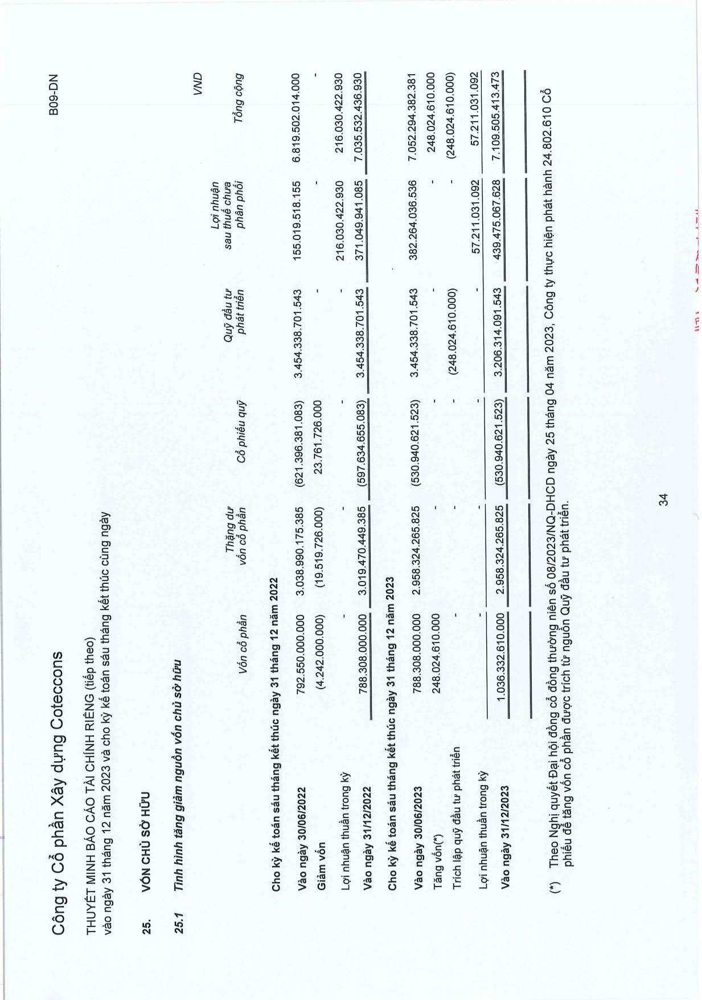 Công ty Cổ phần Xây dựng Coteccons B09-DN
THUYẾT MINH BÁO CÁO TÀI CHÍNH RIÊNG (tiếp theo)
vào ngày 31 tháng 12 năm 2023 và cho kỳ kế toán sáu tháng kết thúc cùng ngày
25. VỐN CHỦ SỞ HỮU
25.1 Tình hình tăng giảm nguồn vốn chủ sở hữu
VND
Vốn cổ phần Thặng dư vốn cổ phần Cổ phiếu quỹ Quỹ đầu tư phát triển Lợi nhuận sau thuế chưa phân phối Tổng cộng
Cho kỳ kế toán sáu tháng kết thúc ngày 31 tháng 12 năm 2022
Vào ngày 30/06/2022 792.550.000.000 3.038.990.175.385 (621.396.381.083) 3.454.338.701.543 155.019.518.155 6.819.502.014.000
Giảm vốn (4.242.000.000) (19.519.726.000) 23.761.726.000 - - -
Lợi nhuận thuần trong kỳ - - - - 216.030.422.930 216.030.422.930
Vào ngày 31/12/2022 788.308.000.000 3.019.470.449.385 (597.634.655.083) 3.454.338.701.543 371.049.941.085 7.035.532.436.930
Cho kỳ kế toán sáu tháng kết thúc ngày 31 tháng 12 năm 2023
Vào ngày 30/06/2023 788.308.000.000 2.958.324.265.825 (530.940.621.523) 3.454.338.701.543 382.264.036.536 7.052.294.382.381
Tăng vốn(*) 248.024.610.000 - - - - 248.024.610.000
Trích lập quỹ đầu tư phát triển - - - (248.024.610.000) - (248.024.610.000)
Lợi nhuận thuần trong kỳ - - - - 57.211.031.092 57.211.031.092
Vào ngày 31/12/2023 1.036.332.610.000 2.958.324.265.825 (530.940.621.523) 3.206.314.091.543 439.475.067.628 7.109.505.413.473
(*) Theo Nghị quyết Đại hội đồng cổ đông thường niên số 08/2023/NQ-DHCD ngày 25 tháng 04 năm 2023, Công ty thực hiện phát hành 24.802.610 Cổ
phiếu để tăng vốn cổ phần được trích từ nguồn Quỹ đầu tư phát triển.
34